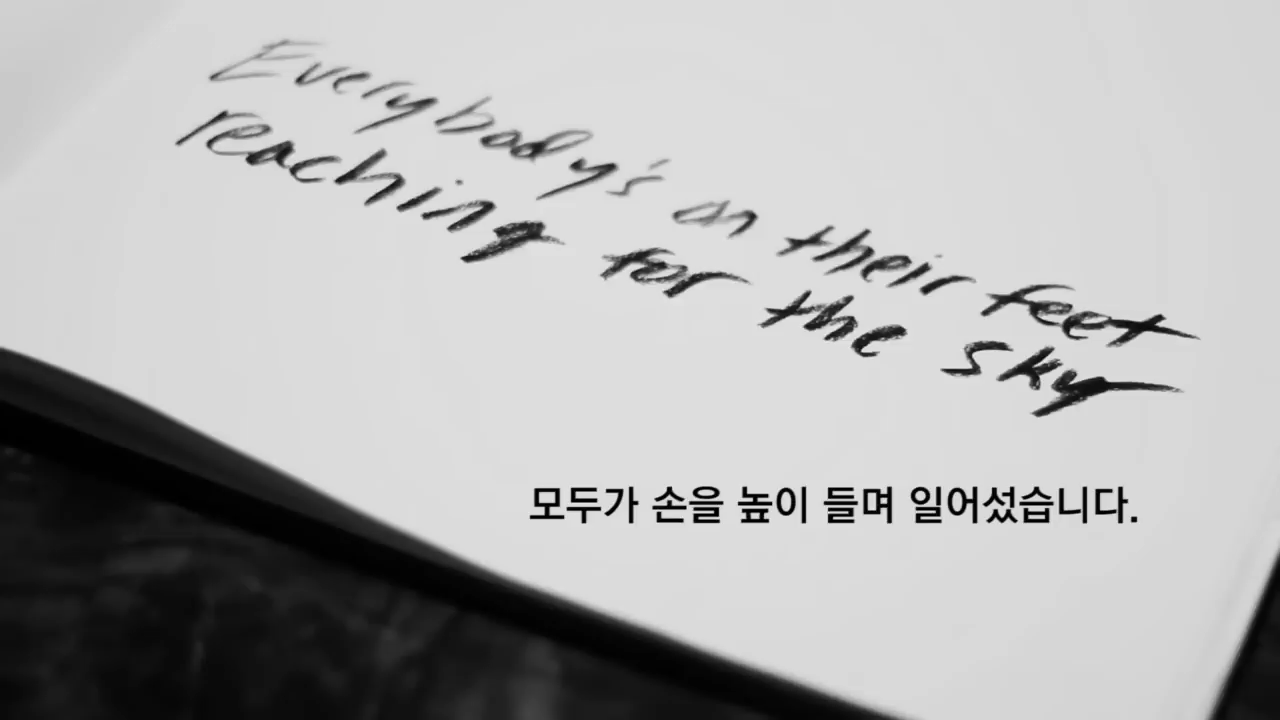 Everybody's on their feet
reaching for the sky
모두가 손을 높이 들며 일어섰습니다.